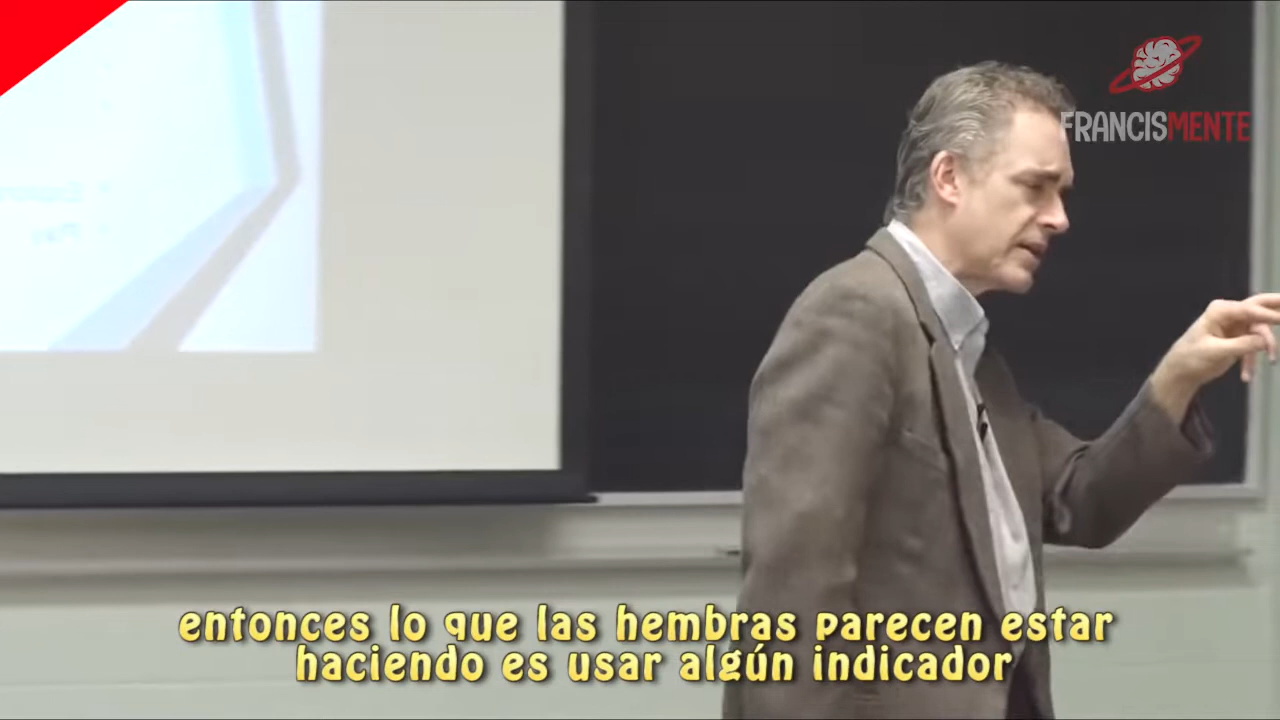 FRANCISMENTE
entonces lo que las hembras parecen estar
haciendo es usar algún indicador